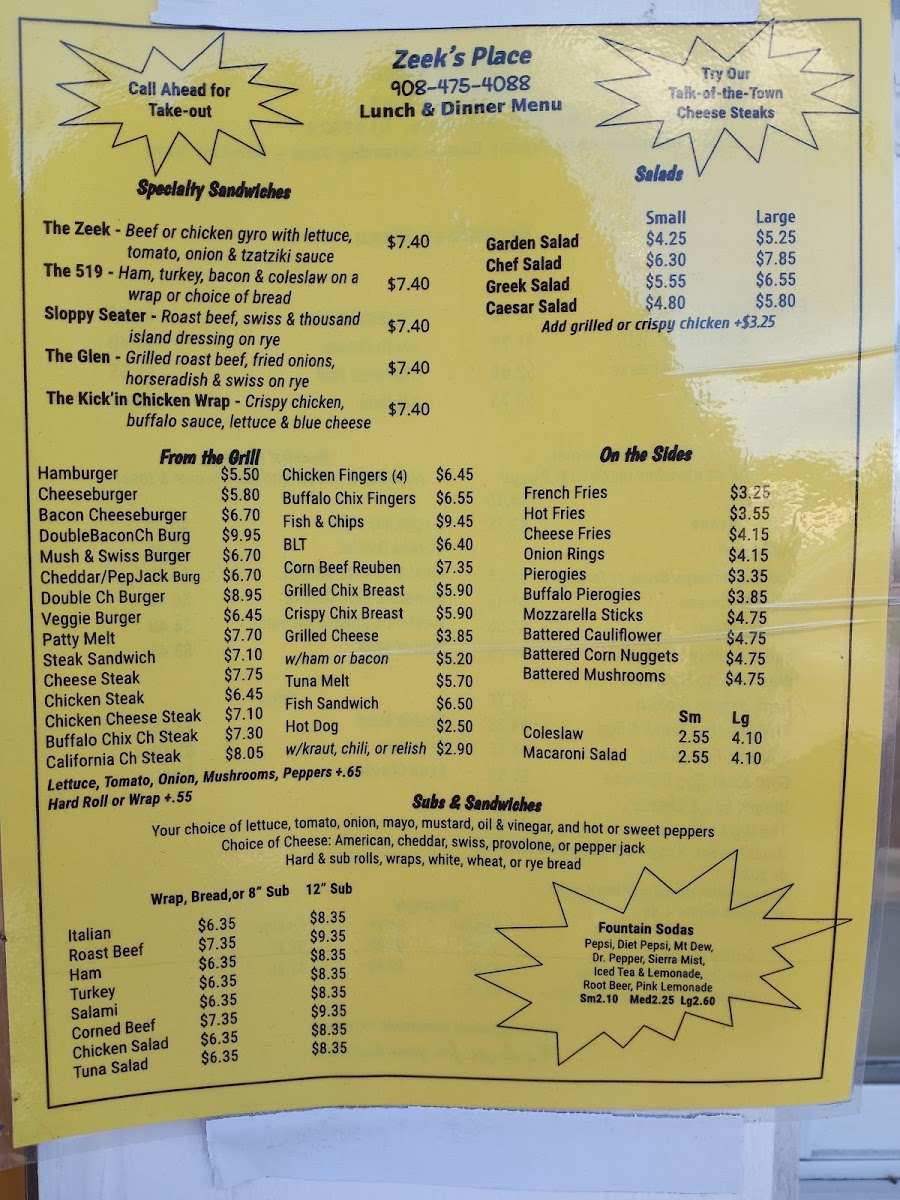 Call Ahead for
Take-out
Zeek's Place
908-475-4088
Lunch & Dinner Menu
Try Our
Talk-of-the-Town
Cheese Steaks
Specialty Sandwiches
The Zeek - Beef or chicken gyro with lettuce,
tomato, onion & tzatziki sauce $7.40
The 519 - Ham, turkey, bacon & coleslaw on a
wrap or choice of bread $7.40
Sloppy Seater - Roast beef, swiss & thousand
island dressing on rye $7.40
The Glen - Grilled roast beef, fried onions,
horseradish & swiss on rye $7.40
The Kick'in Chicken Wrap - Crispy chicken,
buffalo sauce, lettuce & blue cheese $7.40
Salads
Small Large
Garden Salad $4.25 $5.25
Chef Salad $6.30 $7.85
Greek Salad $5.55 $6.55
Caesar Salad $4.80 $5.80
Add grilled or crispy chicken +$3.25
From the Grill
Hamburger $5.50
Cheeseburger $5.80
Bacon Cheeseburger $6.70
DoubleBaconCh Burg $9.95
Mush & Swiss Burger $6.70
Cheddar/PepJack Burg $6.70
Double Ch Burger $8.95
Veggie Burger $6.45
Patty Melt $7.70
Steak Sandwich $7.10
Cheese Steak $7.75
Chicken Steak $6.45
Chicken Cheese Steak $7.10
Buffalo Chix Ch Steak $7.30
California Ch Steak $8.05
Lettuce, Tomato, Onion, Mushrooms, Peppers +.65
Hard Roll or Wrap +.55
Chicken Fingers (4) $6.45
Buffalo Chix Fingers $6.55
Fish & Chips $9.45
BLT $6.40
Corn Beef Reuben $7.35
Grilled Chix Breast $5.90
Crispy Chix Breast $5.90
Grilled Cheese $3.85
w/ham or bacon $5.20
Tuna Melt $5.70
Fish Sandwich $6.50
Hot Dog $2.50
w/kraut, chili, or relish $2.90
On the Sides
French Fries $3.25
Hot Fries $3.55
Cheese Fries $4.15
Onion Rings $4.15
Pierogies $3.35
Buffalo Pierogies $3.85
Mozzarella Sticks $4.75
Battered Cauliflower $4.75
Battered Corn Nuggets $4.75
Battered Mushrooms $4.75
Sm Lg
Coleslaw 2.55 4.10
Macaroni Salad 2.55 4.10
Subs & Sandwiches
Your choice of lettuce, tomato, onion, mayo, mustard, oil & vinegar, and hot or sweet peppers
Choice of Cheese: American, cheddar, swiss, provolone, or pepper jack
Hard & sub rolls, wraps, white, wheat, or rye bread
Wrap, Bread,or 8" Sub 12" Sub
Italian $6.35 $8.35
Roast Beef $7.35 $9.35
Ham $6.35 $8.35
Turkey $6.35 $8.35
Salami $6.35 $8.35
Corned Beef $7.35 $9.35
Chicken Salad $6.35 $8.35
Tuna Salad $6.35 $8.35
Fountain Sodas
Pepsi, Diet Pepsi, Mt Dew,
Dr. Pepper, Sierra Mist,
Iced Tea & Lemonade,
Root Beer, Pink Lemonade
Sm2.10 Med2.25 Lg2.60